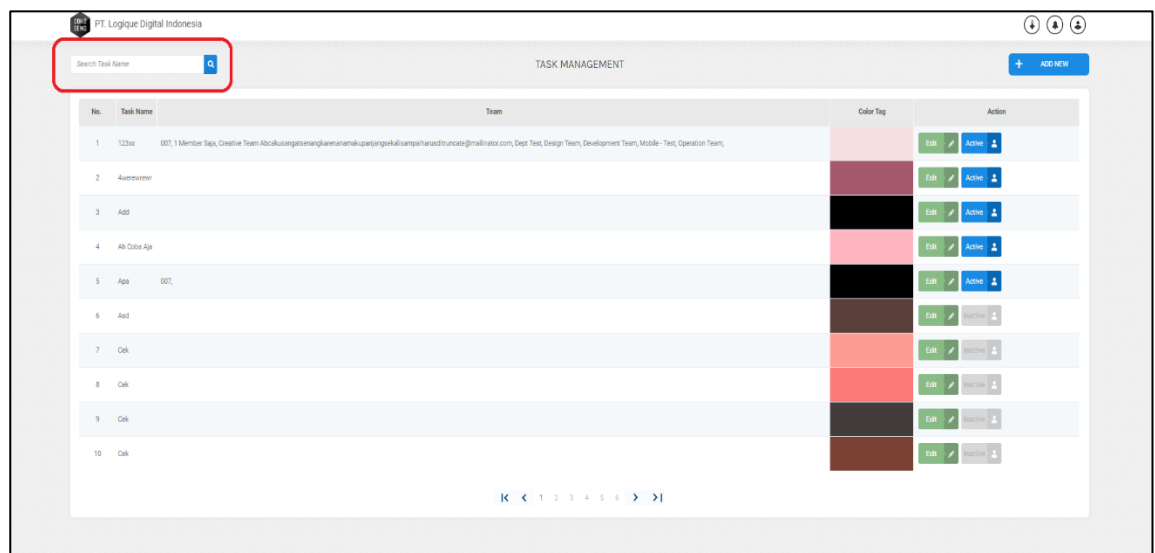 PT. Logique Digital Indonesia
Search Task Name
TASK MANAGEMENT
+ ADD NEW
No. Task Name Team Color Tag Action
1 123xx 007, 1 Member Saja, Creative Team Abcakusangatsenangkarenanamakupanjangsekalisampaiharusditruncate@mailinator.com, Dept Test, Design Team, Development Team, Mobile - Test, Operation Team, Edit Active
2 4werewrewr Edit Active
3 Add Edit Active
4 Ah Coba Aja Edit Active
5 Apa 007, Edit Active
6 Asd Edit Inactive
7 Cek Edit Inactive
8 Cek Edit Inactive
9 Cek Edit Inactive
10 Cek Edit Inactive
1 2 3 4 5 6